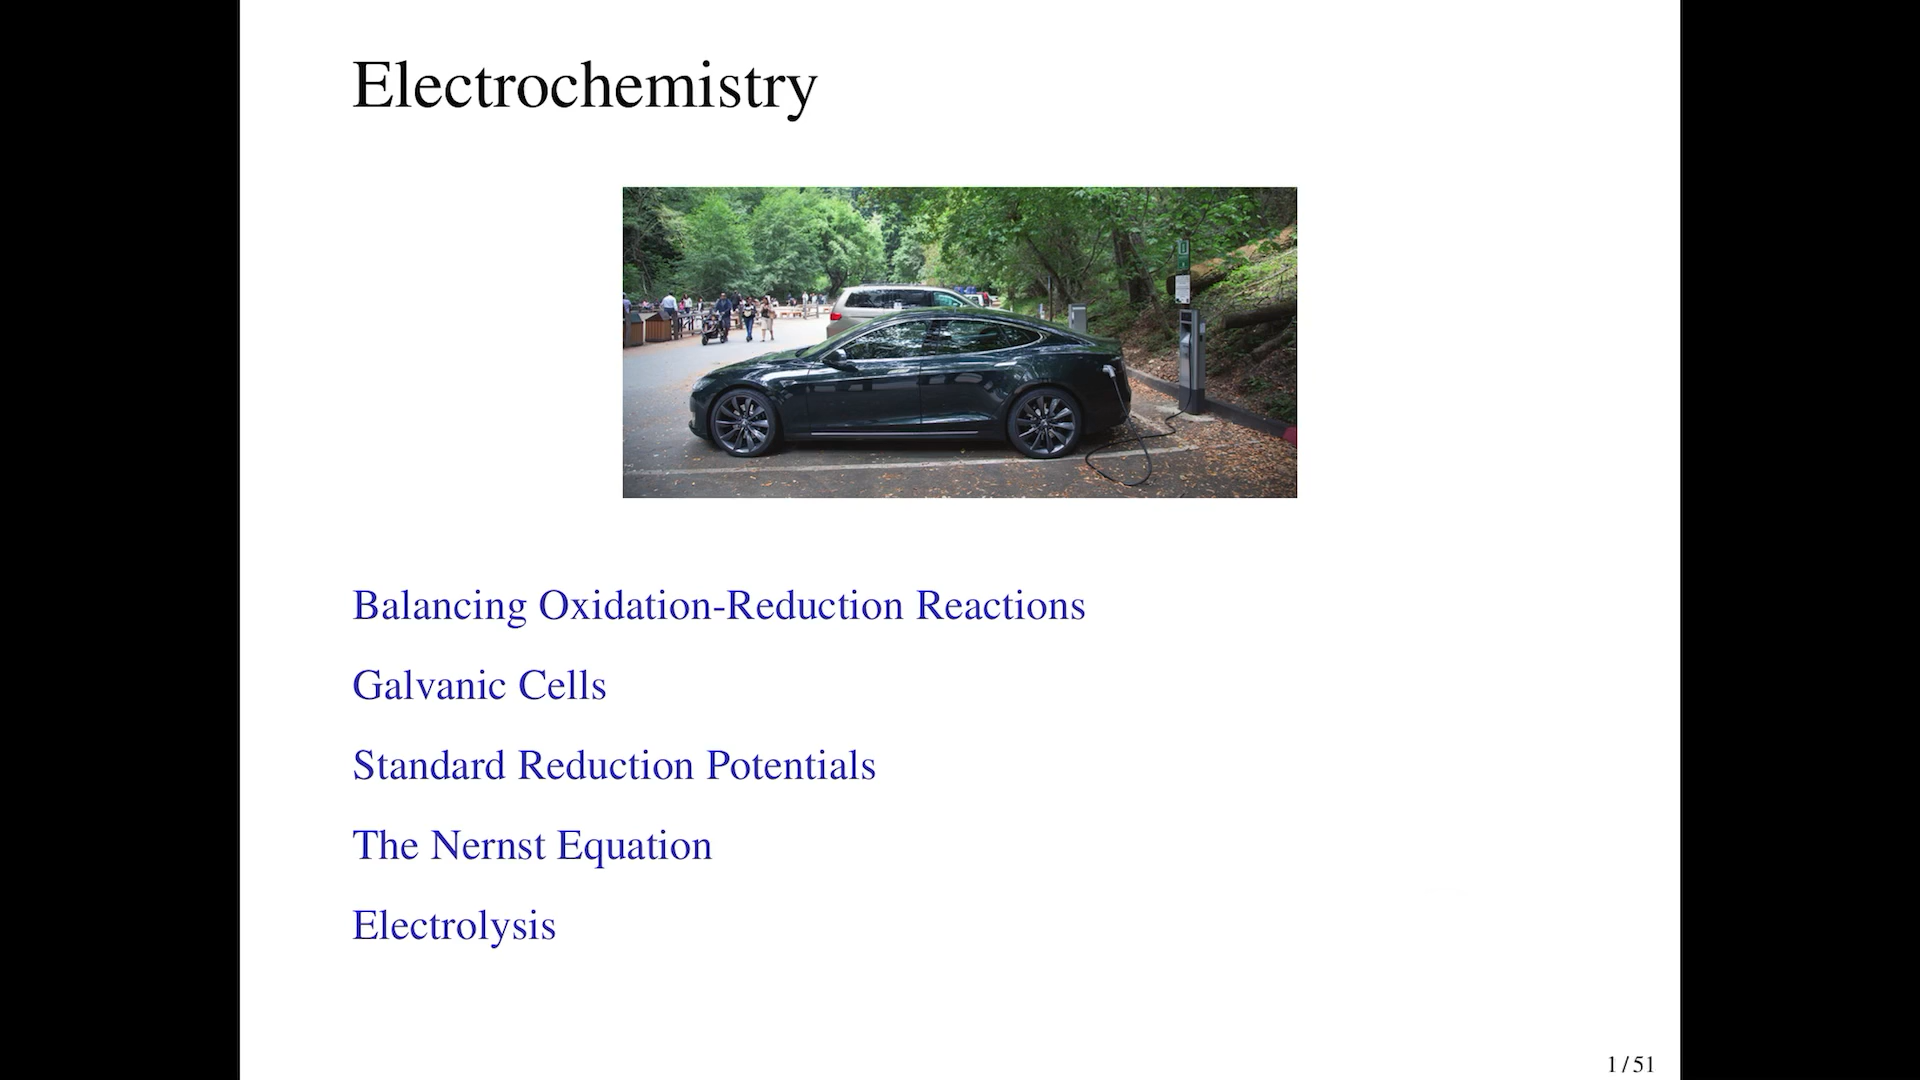 Electrochemistry
Balancing Oxidation-Reduction Reactions
Galvanic Cells
Standard Reduction Potentials
The Nernst Equation
Electrolysis
1 / 51